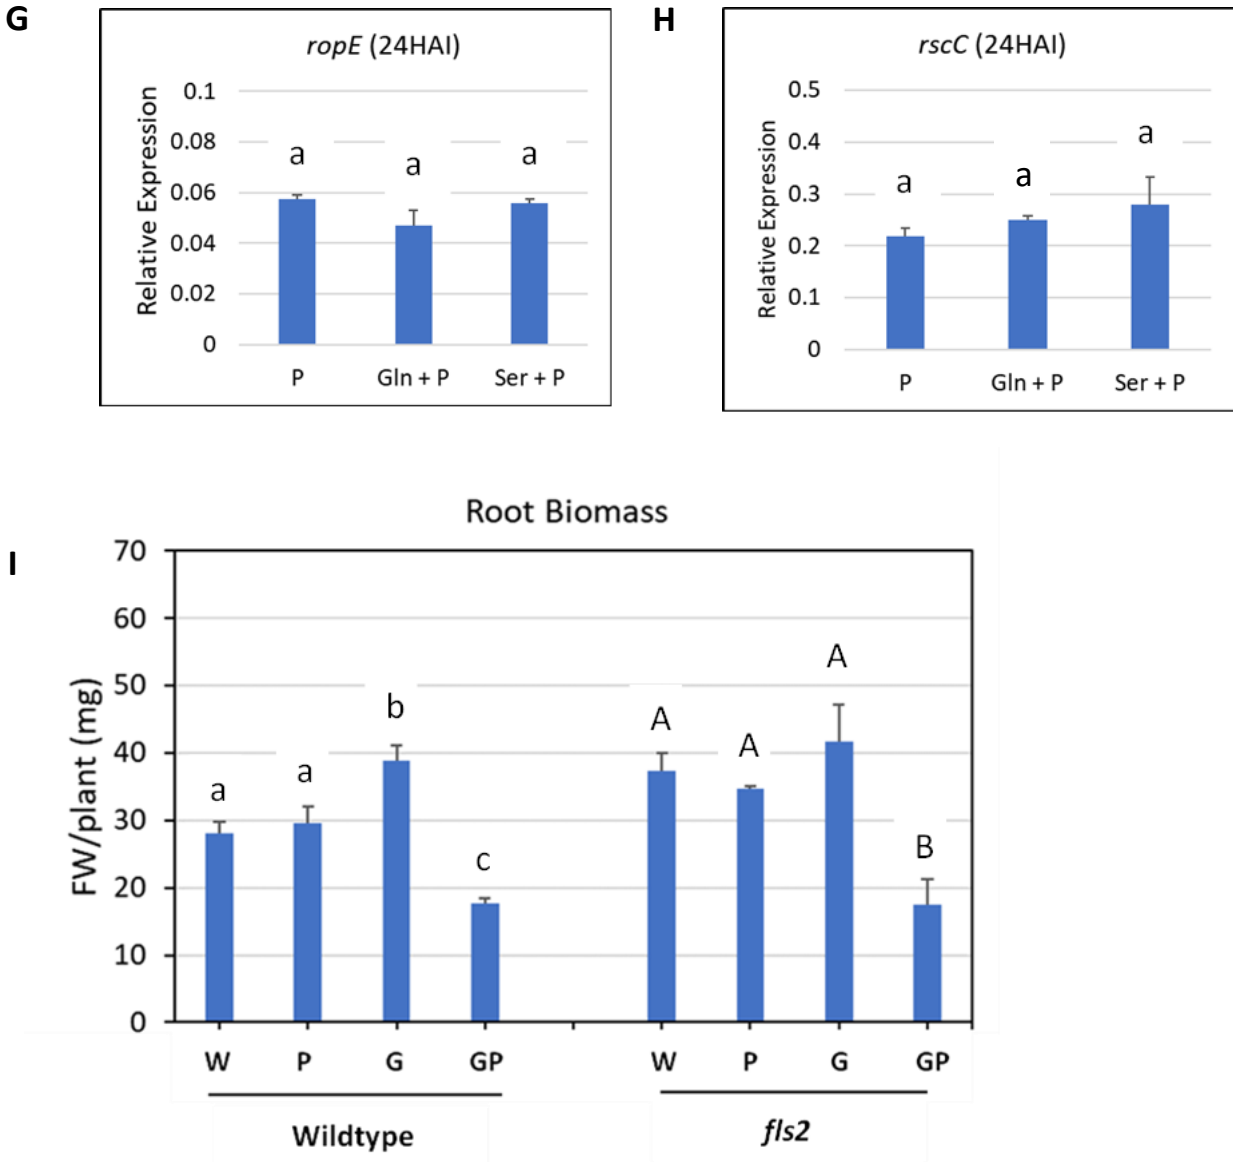 G
ropE (24HAI)
Relative Expression
0.1
0.08
0.06
0.04
0.02
0
a
a
a
P
Gln + P
Ser + P
H
rscC (24HAI)
Relative Expression
0.5
0.4
0.3
0.2
0.1
0
a
a
a
P
Gln + P
Ser + P
I
Root Biomass
FW/plant (mg)
70
60
50
40
30
20
10
0
a
a
b
c
A
A
A
B
W P G GP W P G GP
Wildtype fls2